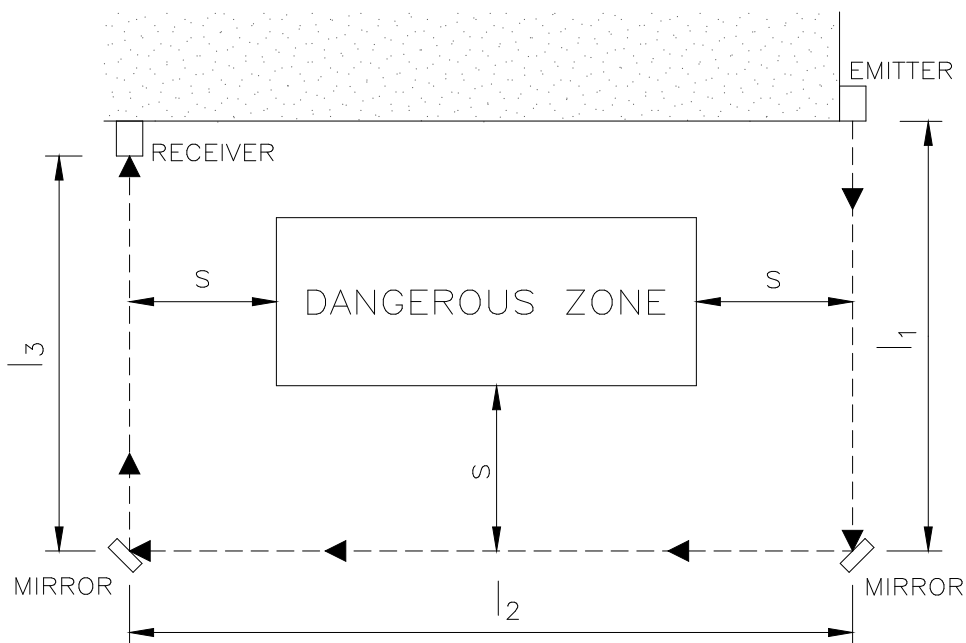 EMITTER
RECEIVER
S
S
DANGEROUS ZONE
l1
l3
S
MIRROR
MIRROR
l2